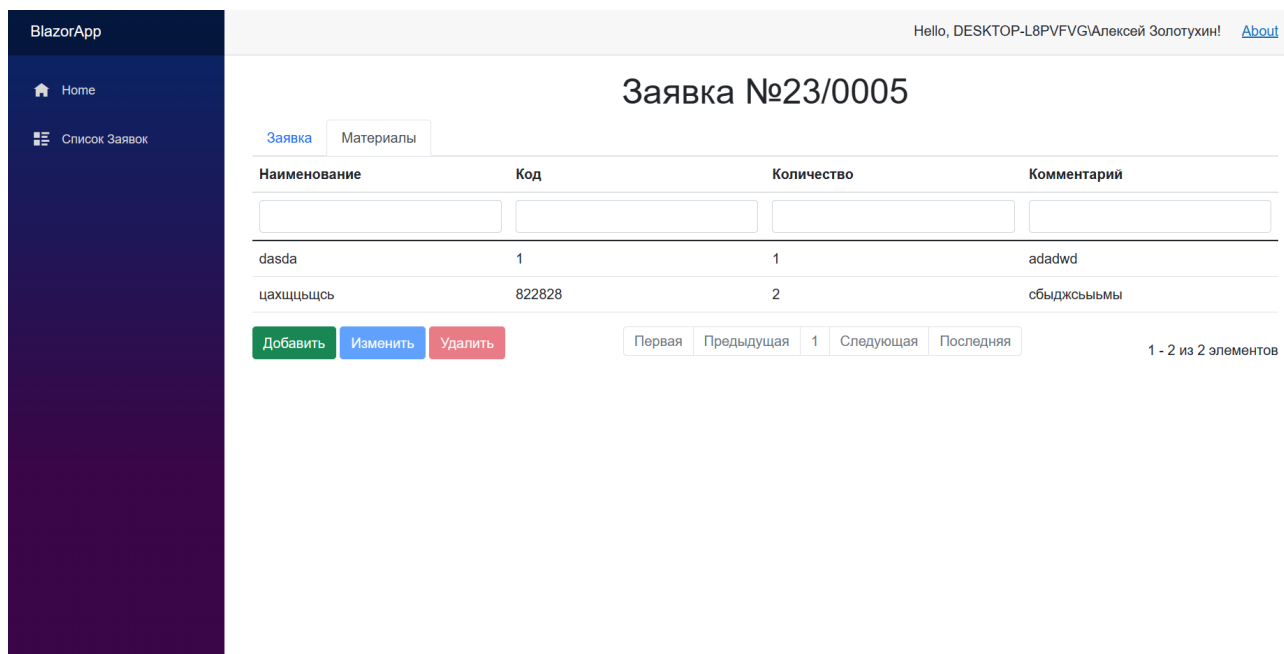 BlazorApp
Hello, DESKTOP-L8PVFVG\Алексей Золотухин! About
Home
Список Заявок
Заявка №23/0005
Заявка Материалы
Наименование Код Количество Комментарий
dasda 1 1 adadwd
цахщцьщсь 822828 2 сбыджсьыьмы
Добавить Изменить Удалить Первая Предыдущая 1 Следующая Последняя 1 - 2 из 2 элементов